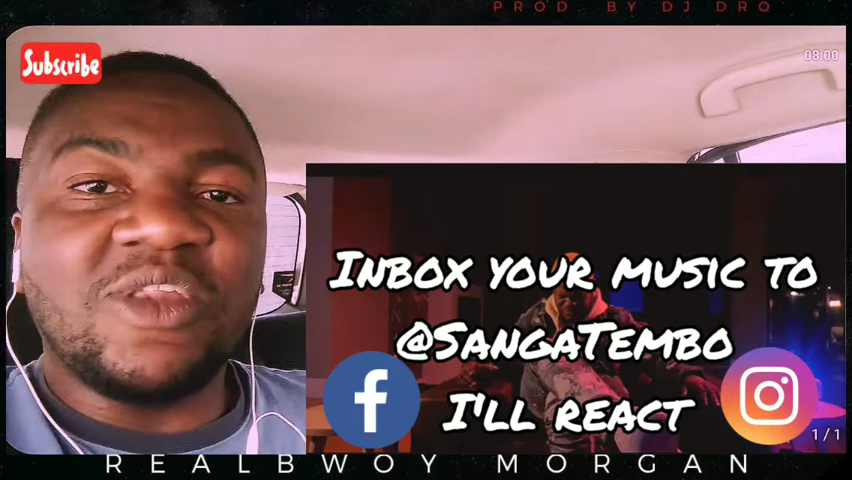 PROD. BY DJ DRO
Subscribe
08:00
INBOX YOUR MUSIC TO
@SANGATEMBO
I'LL REACT
1/1
REALBWOY MORGAN